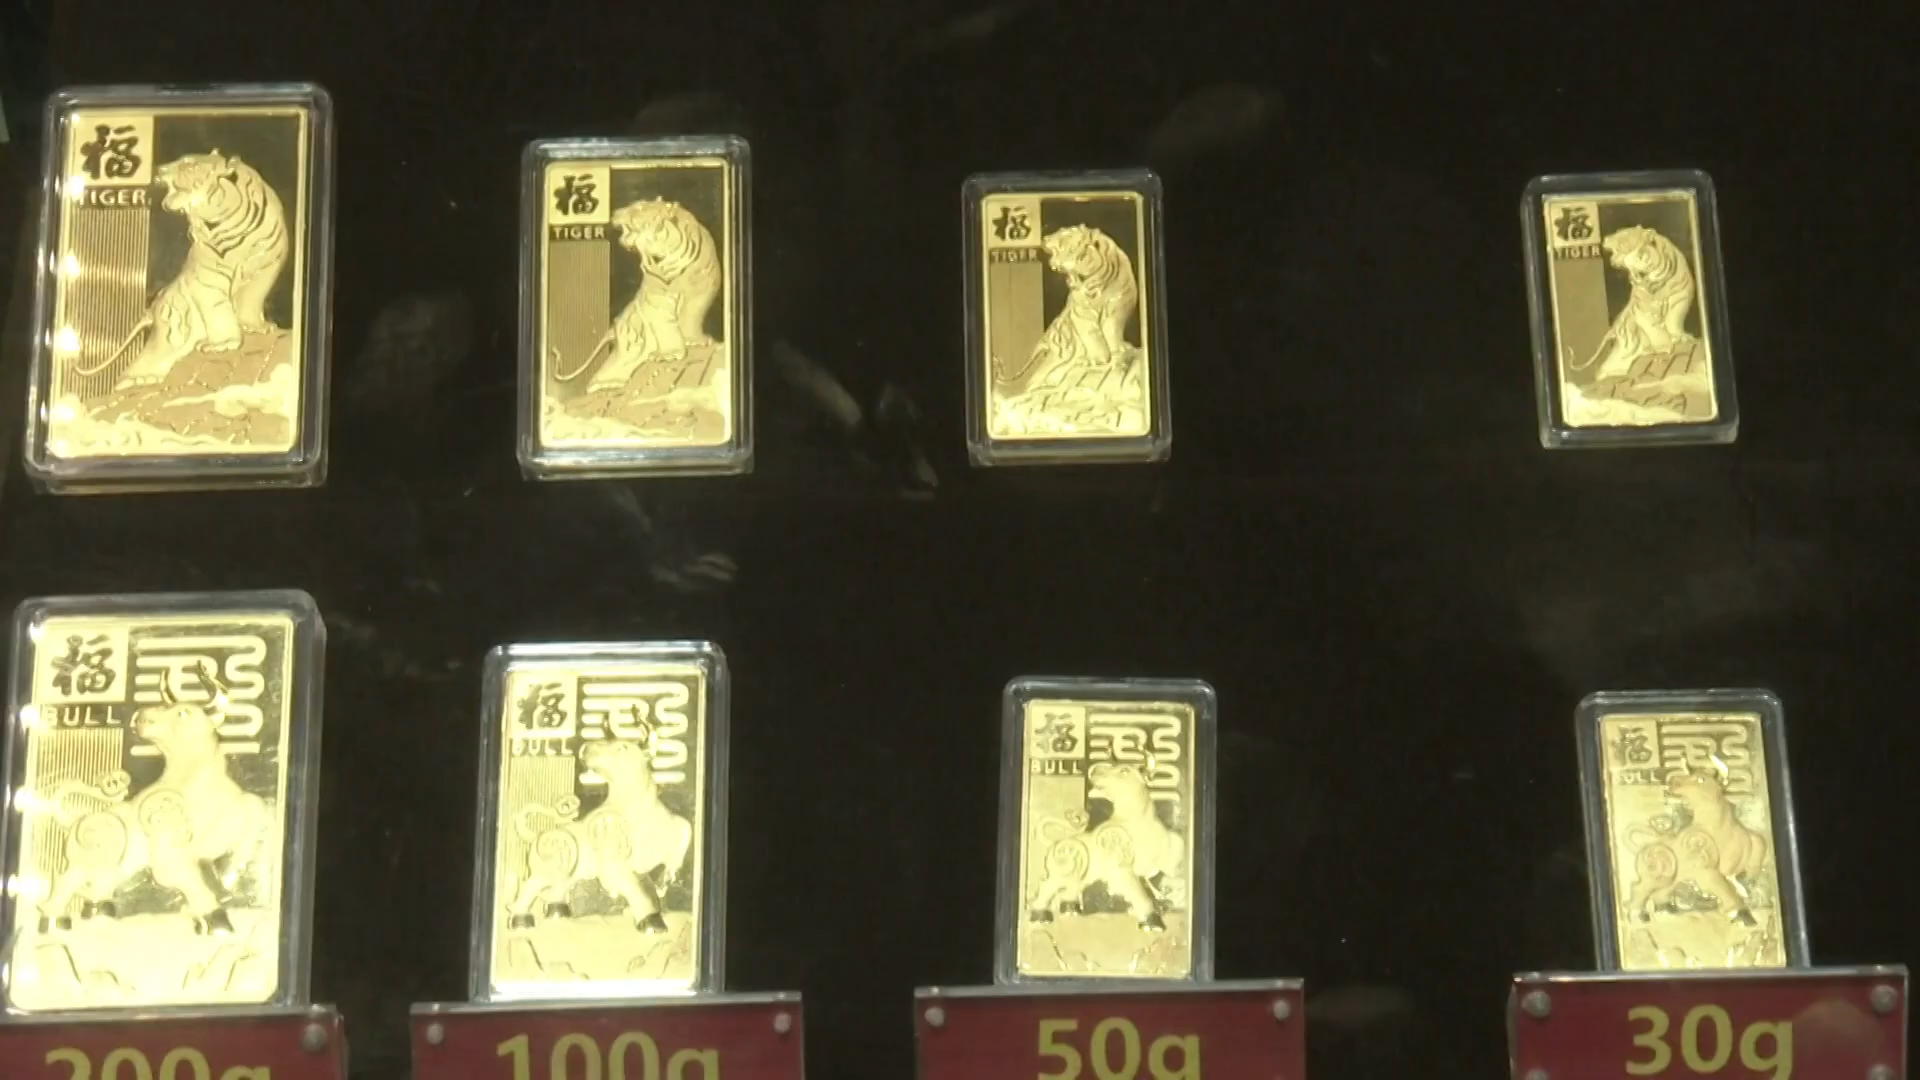 福
TIGER
福
TIGER
福
TIGER
福
TIGER
福
BULL
福
BULL
福
BULL
福
BULL
200g
100g
50g
30g